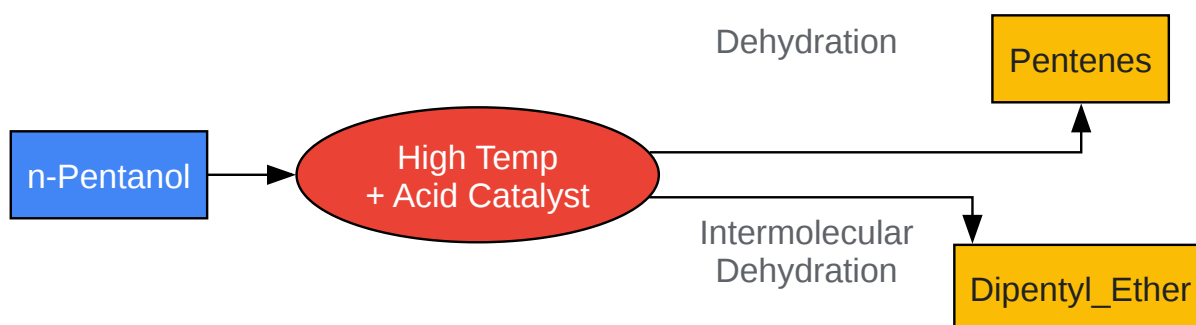 Dehydration
Pentenes
n-Pentanol
High Temp
+ Acid Catalyst
Intermolecular
Dehydration
Dipentyl_Ether